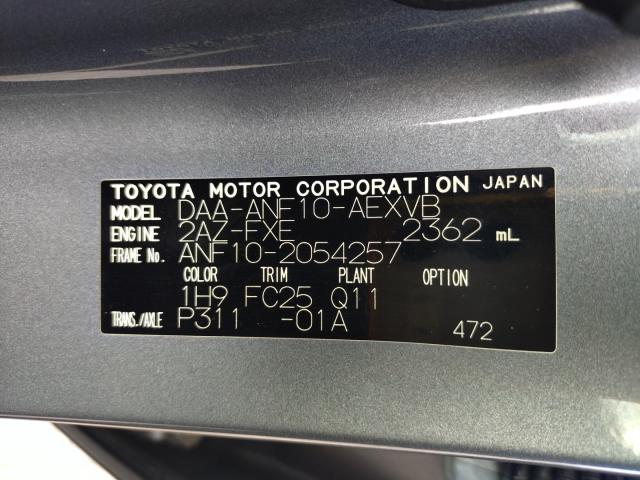 TOYOTA MOTOR CORPORATION JAPAN
MODEL DAA-ANF10-AEXVB
ENGINE 2AZ-FXE 2362 mL
FRAME No. ANF10-2054257
COLOR TRIM PLANT OPTION
1H9 FC25 Q11
TRANS./AXLE P311 -01A
472